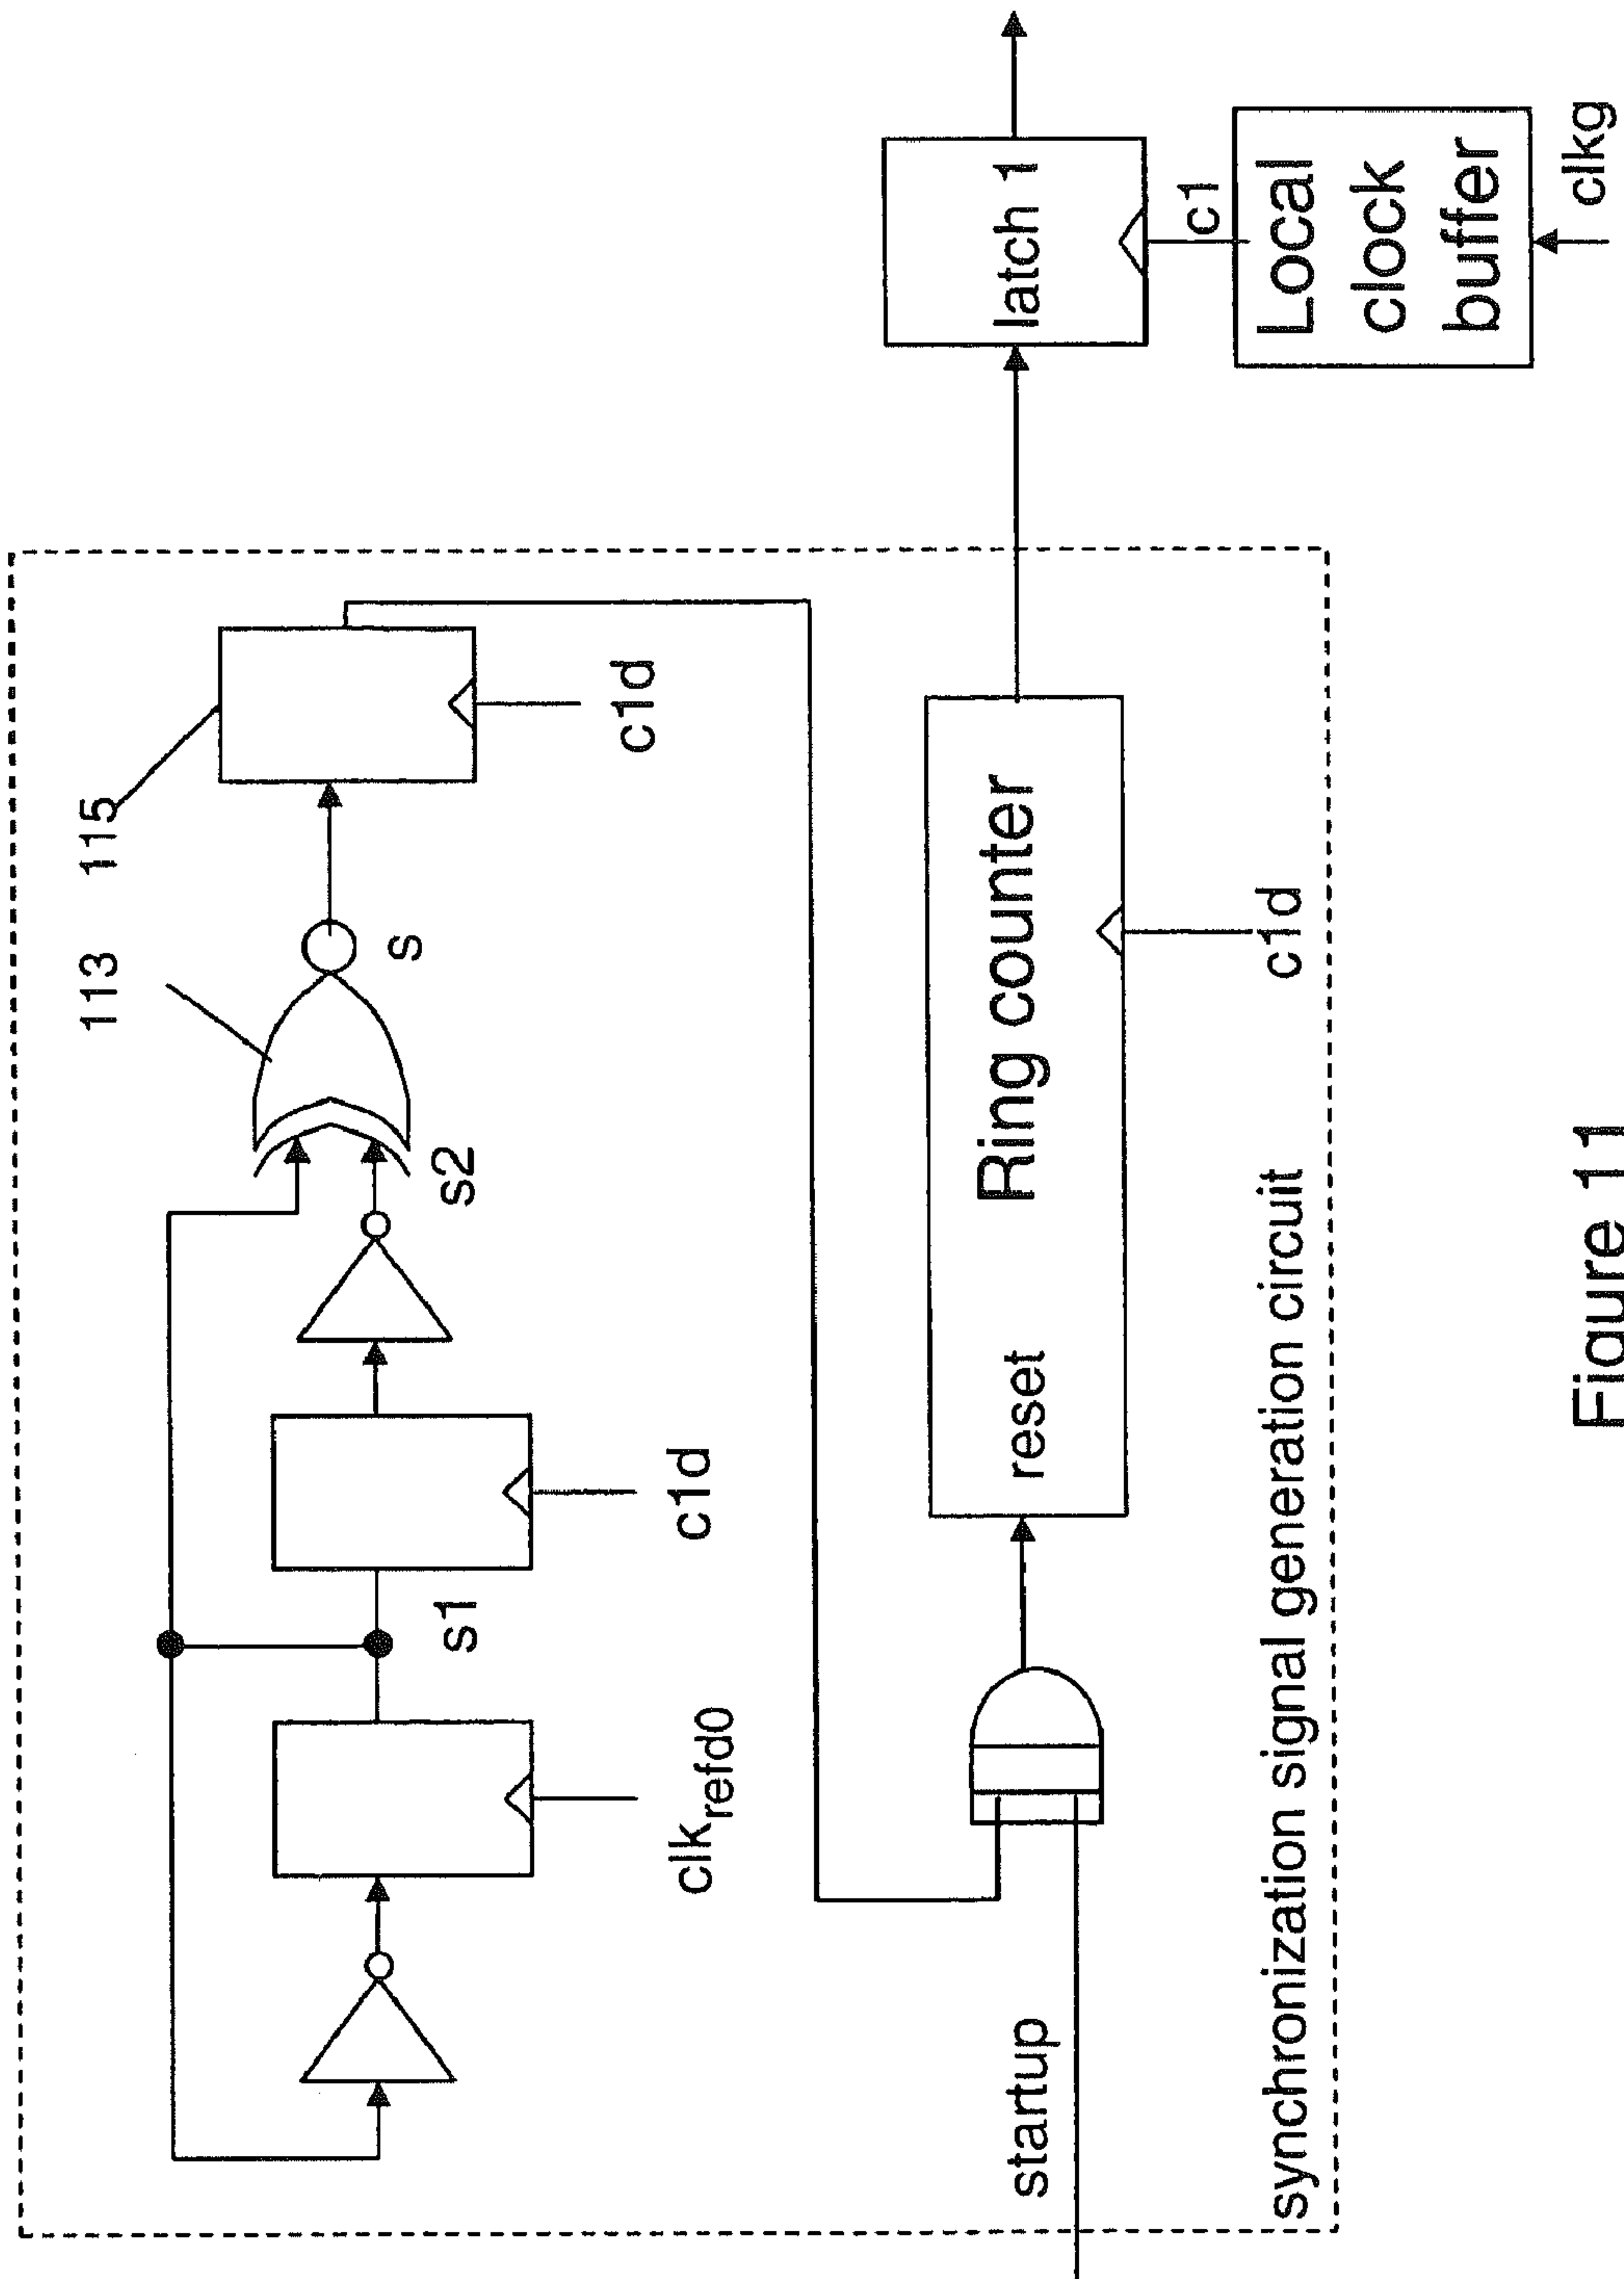 113
115
s
s2
s1
clk_refd0
c1d
c1d
startup
reset
Ring counter
c1d
synchronization signal generation circuit
latch 1
c1
Local
clock
buffer
clkg
Figure 11